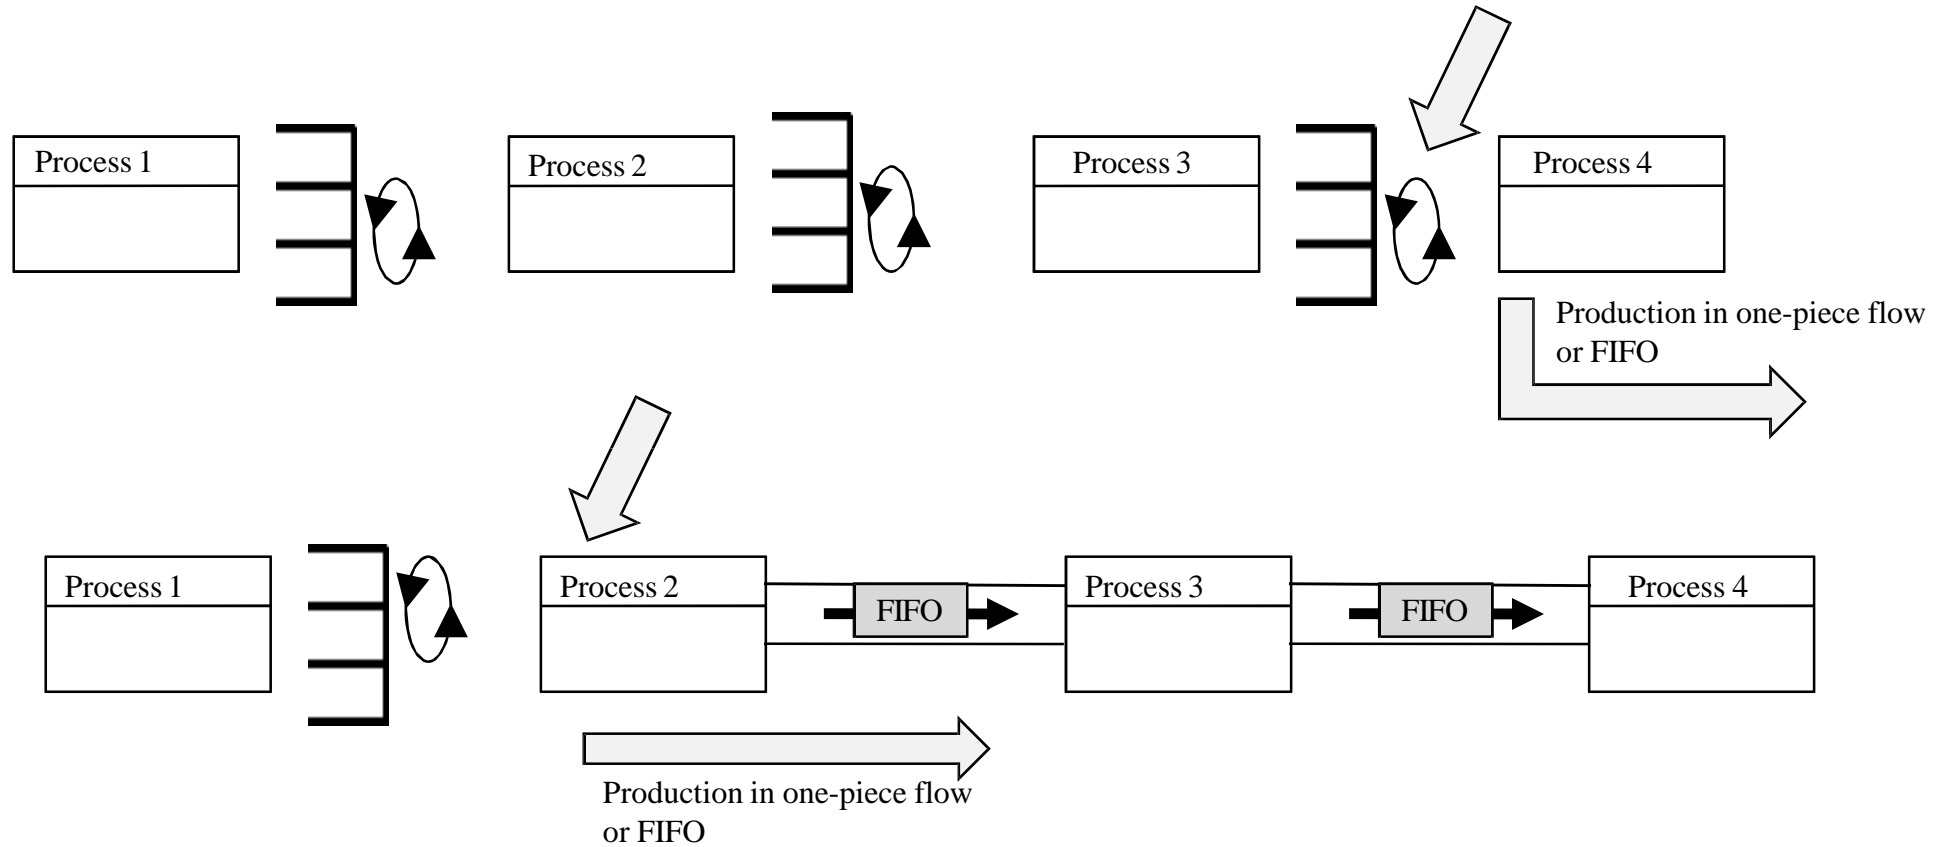 Process 1
Process 2
Process 3
Process 4
Production in one-piece flow
or FIFO
Process 1
Process 2
FIFO
Process 3
FIFO
Process 4
Production in one-piece flow
or FIFO